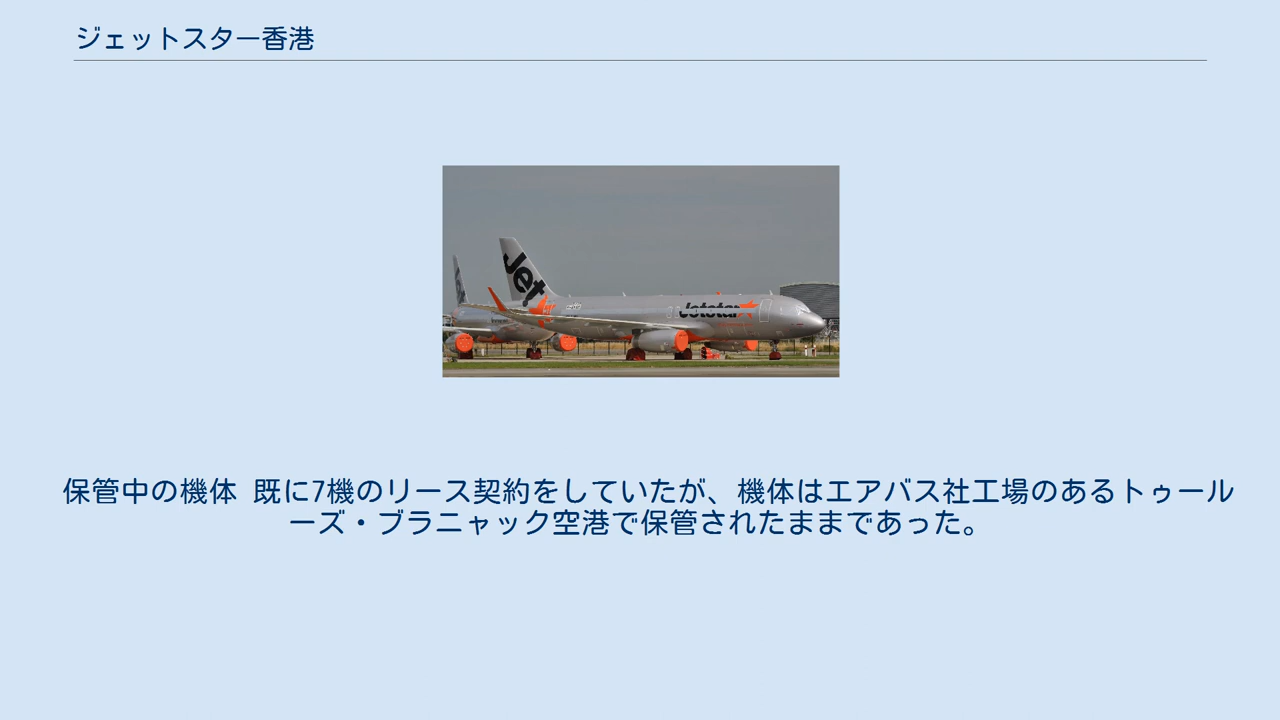 ジェットスター香港
Jet
Jetstar
保管中の機体 既に7機のリース契約をしていたが、機体はエアバス社工場のあるトゥール
ーズ・ブラニャック空港で保管されたままであった。